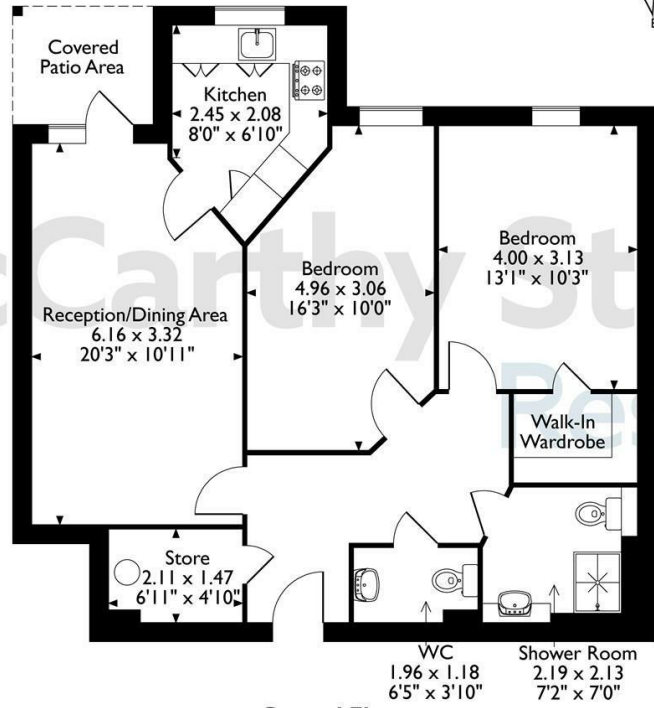 Covered
Patio Area
Kitchen
2.45 x 2.08
8'0" x 6'10"
Bedroom
4.00 x 3.13
13'1" x 10'3"
Bedroom
4.96 x 3.06
16'3" x 10'0"
Reception/Dining Area
6.16 x 3.32
20'3" x 10'11"
Walk-In
Wardrobe
Store
2.11 x 1.47
6'11" x 4'10"
WC
1.96 x 1.18
6'5" x 3'10"
Shower Room
2.19 x 2.13
7'2" x 7'0"